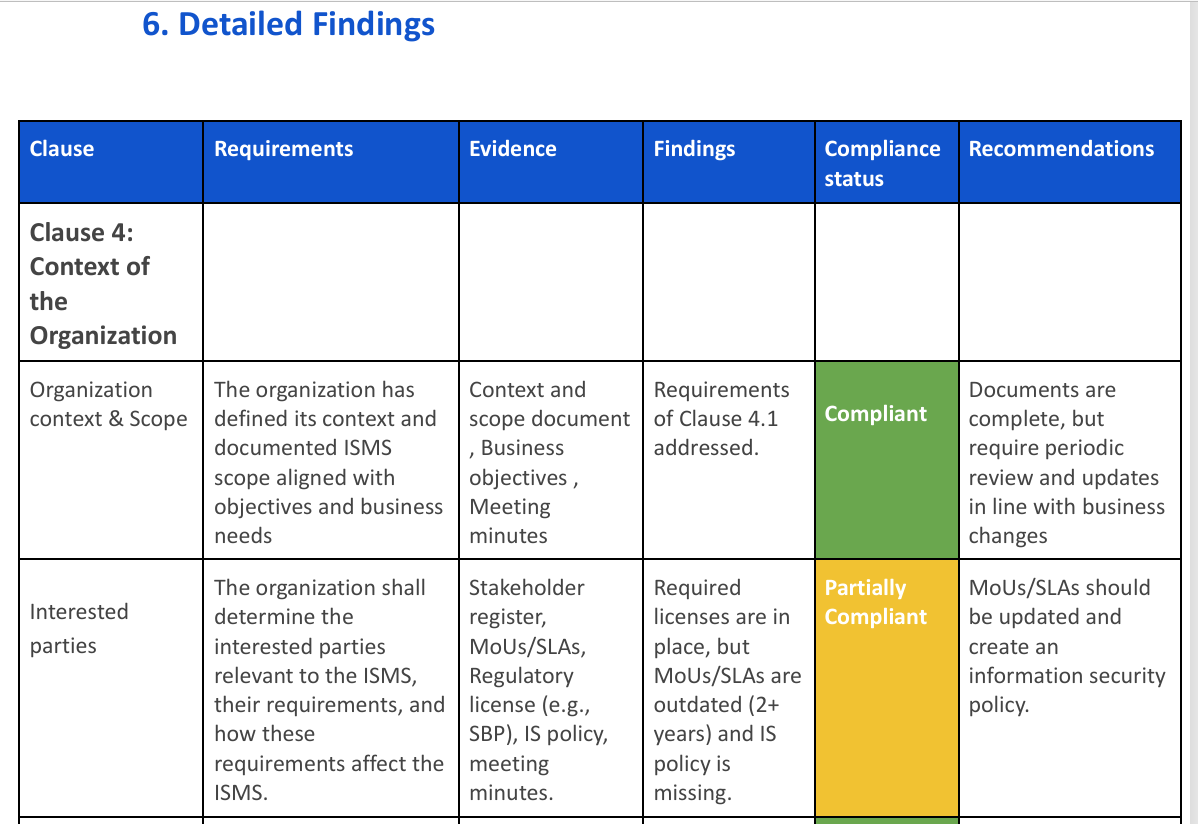 6. Detailed Findings
Clause
Requirements
Evidence
Findings
Compliance
status
Recommendations
Clause 4:
Context of
the
Organization
Organization
context & Scope
The organization has
defined its context and
documented ISMS
scope aligned with
objectives and business
needs
Context and
scope document
, Business
objectives ,
Meeting
minutes
Requirements
of Clause 4.1
addressed.
Compliant
Documents are
complete, but
require periodic
review and updates
in line with business
changes
Interested
parties
The organization shall
determine the
interested parties
relevant to the ISMS,
their requirements, and
how these
requirements affect the
ISMS.
Stakeholder
register,
MoUs/SLAs,
Regulatory
license (e.g.,
SBP), IS policy,
meeting
minutes.
Required
licenses are in
place, but
MoUs/SLAs are
outdated (2+
years) and IS
policy is
missing.
Partially
Compliant
MoUs/SLAs should
be updated and
create an
information security
policy.